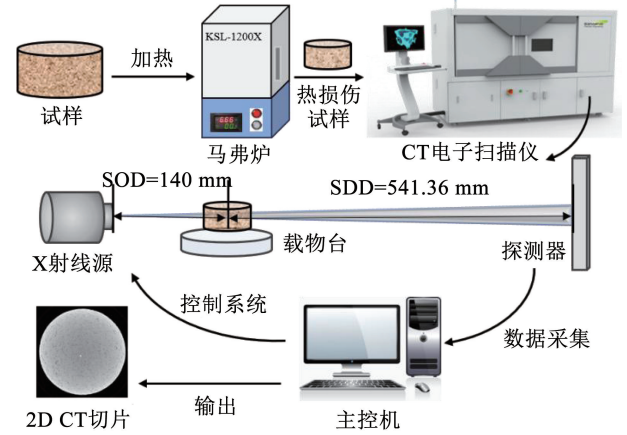 试样
加热
KSL-1200X
马弗炉
热损伤
试样
CT电子扫描仪
SOD=140 mm
SDD=541.36 mm
X射线源
载物台
探测器
控制系统
数据采集
2D CT切片
输出
主控机